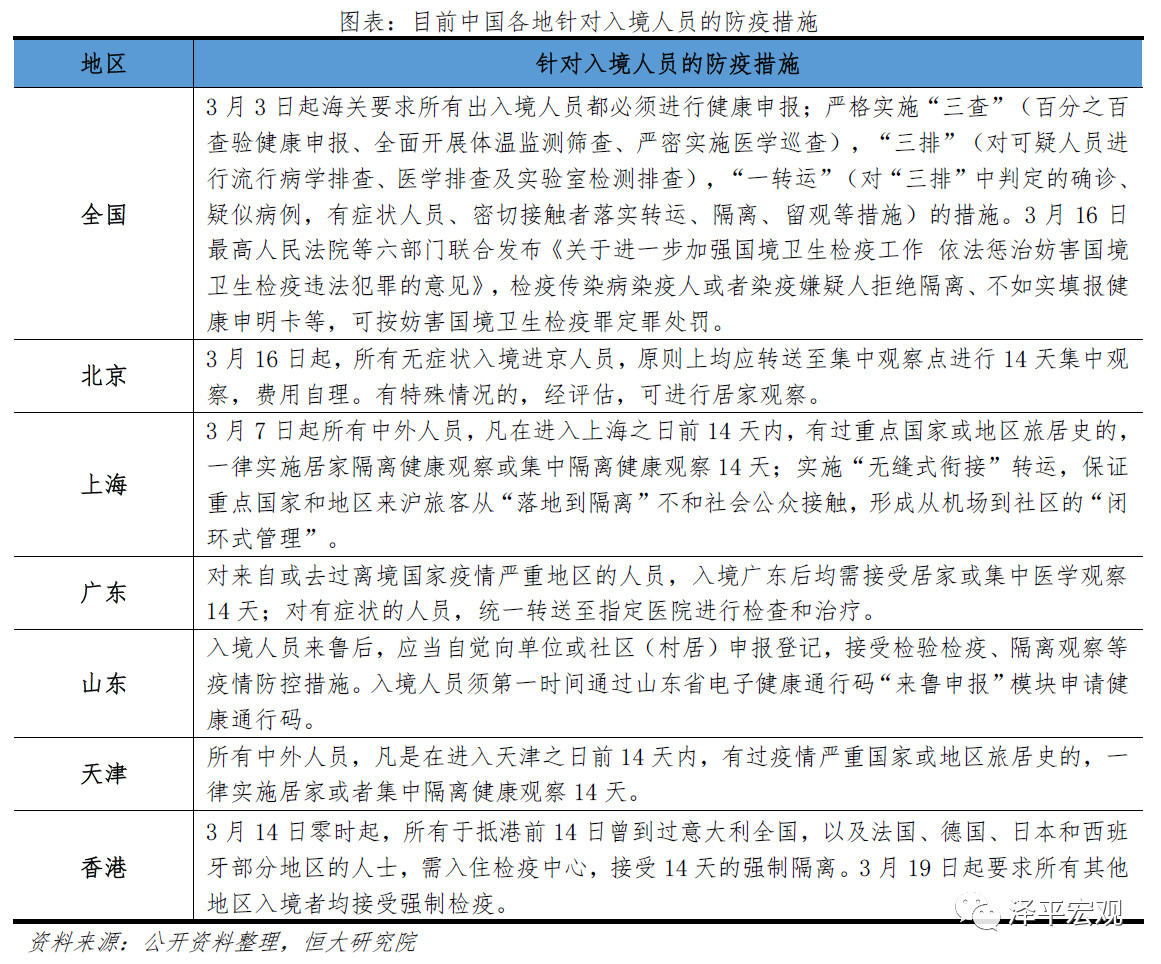 图表：目前中国各地针对入境人员的防疫措施
地区
针对入境人员的防疫措施
全国
3 月 3 日起海关要求所有出入境人员都必须进行健康申报；严格实施“三查”（百分之百
查验健康申报、全面开展体温监测筛查、严密实施医学巡查），“三排”（对可疑人员进
行流行病学排查、医学排查及实验室检测排查），“一转运”（对“三排”中判定的确诊、
疑似病例，有症状人员、密切接触者落实转运、隔离、留观等措施）的措施。3 月 16 日
最高人民法院等六部门联合发布《关于进一步加强国境卫生检疫工作 依法惩治妨害国境
卫生检疫违法犯罪的意见》，检疫传染病染疫人或者染疫嫌疑人拒绝隔离、不如实填报健
康申明卡等，可按妨害国境卫生检疫罪定罪处罚。
北京
3 月 16 日起，所有无症状入境进京人员，原则上均应转送至集中观察点进行 14 天集中观
察，费用自理。有特殊情况的，经评估，可进行居家观察。
上海
3 月 7 日起所有中外人员，凡在进入上海之日前 14 天内，有过重点国家或地区旅居史的，
一律实施居家隔离健康观察或集中隔离健康观察 14 天；实施“无缝式衔接”转运，保证
重点国家和地区来沪旅客从“落地到隔离”不和社会公众接触，形成从机场到社区的“闭
环式管理”。
广东
对来自或去过离境国家疫情严重地区的人员，入境广东后均需接受居家或集中医学观察
14 天；对有症状的人员，统一转送至指定医院进行检查和治疗。
山东
入境人员来鲁后，应当自觉向单位或社区（村居）申报登记，接受检验检疫、隔离观察等
疫情防控措施。入境人员须第一时间通过山东省电子健康通行码“来鲁申报”模块申请健
康通行码。
天津
所有中外人员，凡是在进入天津之日前 14 天内，有过疫情严重国家或地区旅居史的，一
律实施居家或者集中隔离健康观察 14 天。
香港
3 月 14 日零时起，所有于抵港前 14 日曾到过意大利全国，以及法国、德国、日本和西班
牙部分地区的人士，需入住检疫中心，接受 14 天的强制隔离。3 月 19 日起要求所有其他
地区入境者均接受强制检疫。
泽平宏观
资料来源：公开资料整理，恒大研究院